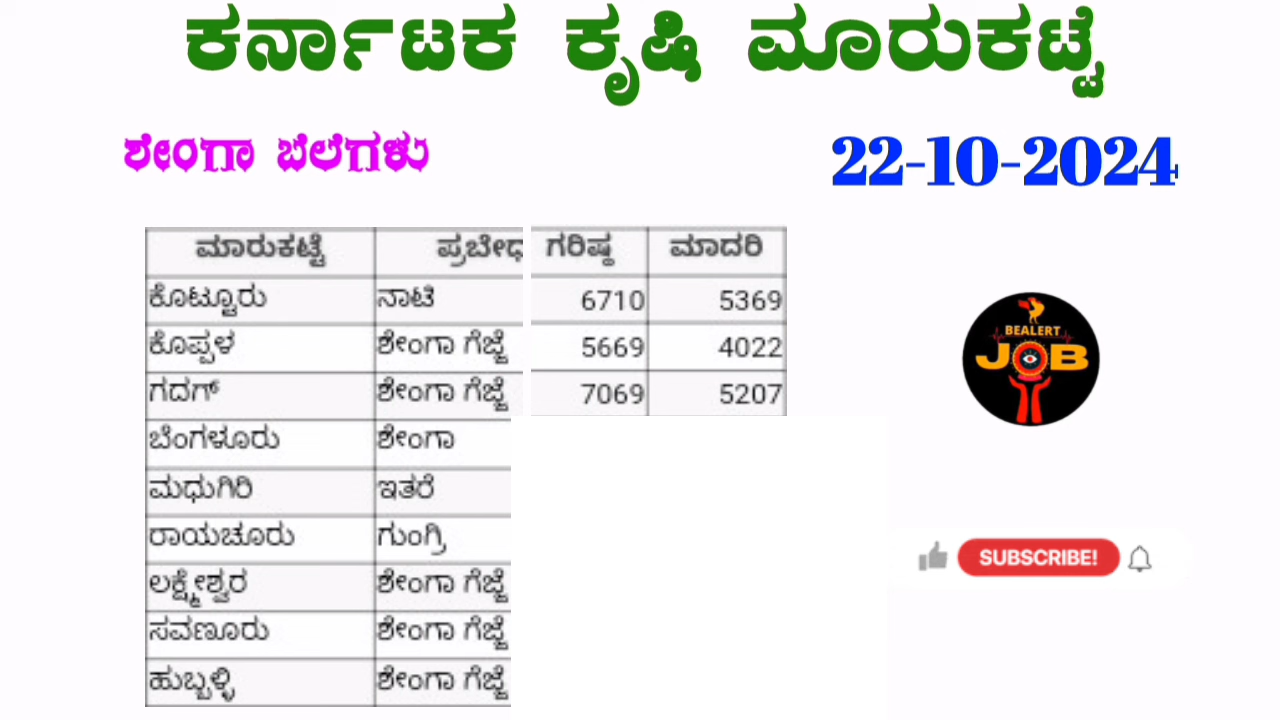 ಕರ್ನಾಟಕ ಕೃಷಿ ಮಾರುಕಟ್ಟೆ
ಶೇಂಗಾ ಬೆಲೆಗಳು 22-10-2024
ಮಾರುಕಟ್ಟೆ ಪ್ರಬೇಧ ಗರಿಷ್ಠ ಮಾದರಿ
ಕೊಟ್ಟೂರು ನಾಟಿ 6710 5369
ಕೊಪ್ಪಳ ಶೇಂಗಾ ಗೆಜ್ಜೆ 5669 4022
ಗದಗ್ ಶೇಂಗಾ ಗೆಜ್ಜೆ 7069 5207
ಬೆಂಗಳೂರು ಶೇಂಗಾ
ಮಧುಗಿರಿ ಇತರೆ
ರಾಯಚೂರು ಗುಂಗ್ರಿ
ಲಕ್ಷ್ಮೇಶ್ವರ ಶೇಂಗಾ ಗೆಜ್ಜೆ
ಸವಣೂರು ಶೇಂಗಾ ಗೆಜ್ಜೆ
ಹುಬ್ಬಳ್ಳಿ ಶೇಂಗಾ ಗೆಜ್ಜೆ
BEALERT
JOB
SUBSCRIBE!